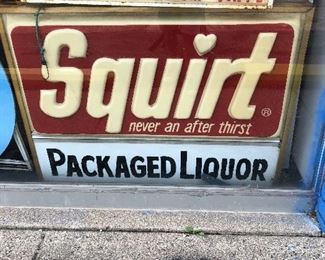 Squirt®
never an after thirst
PACKAGED LIQUOR